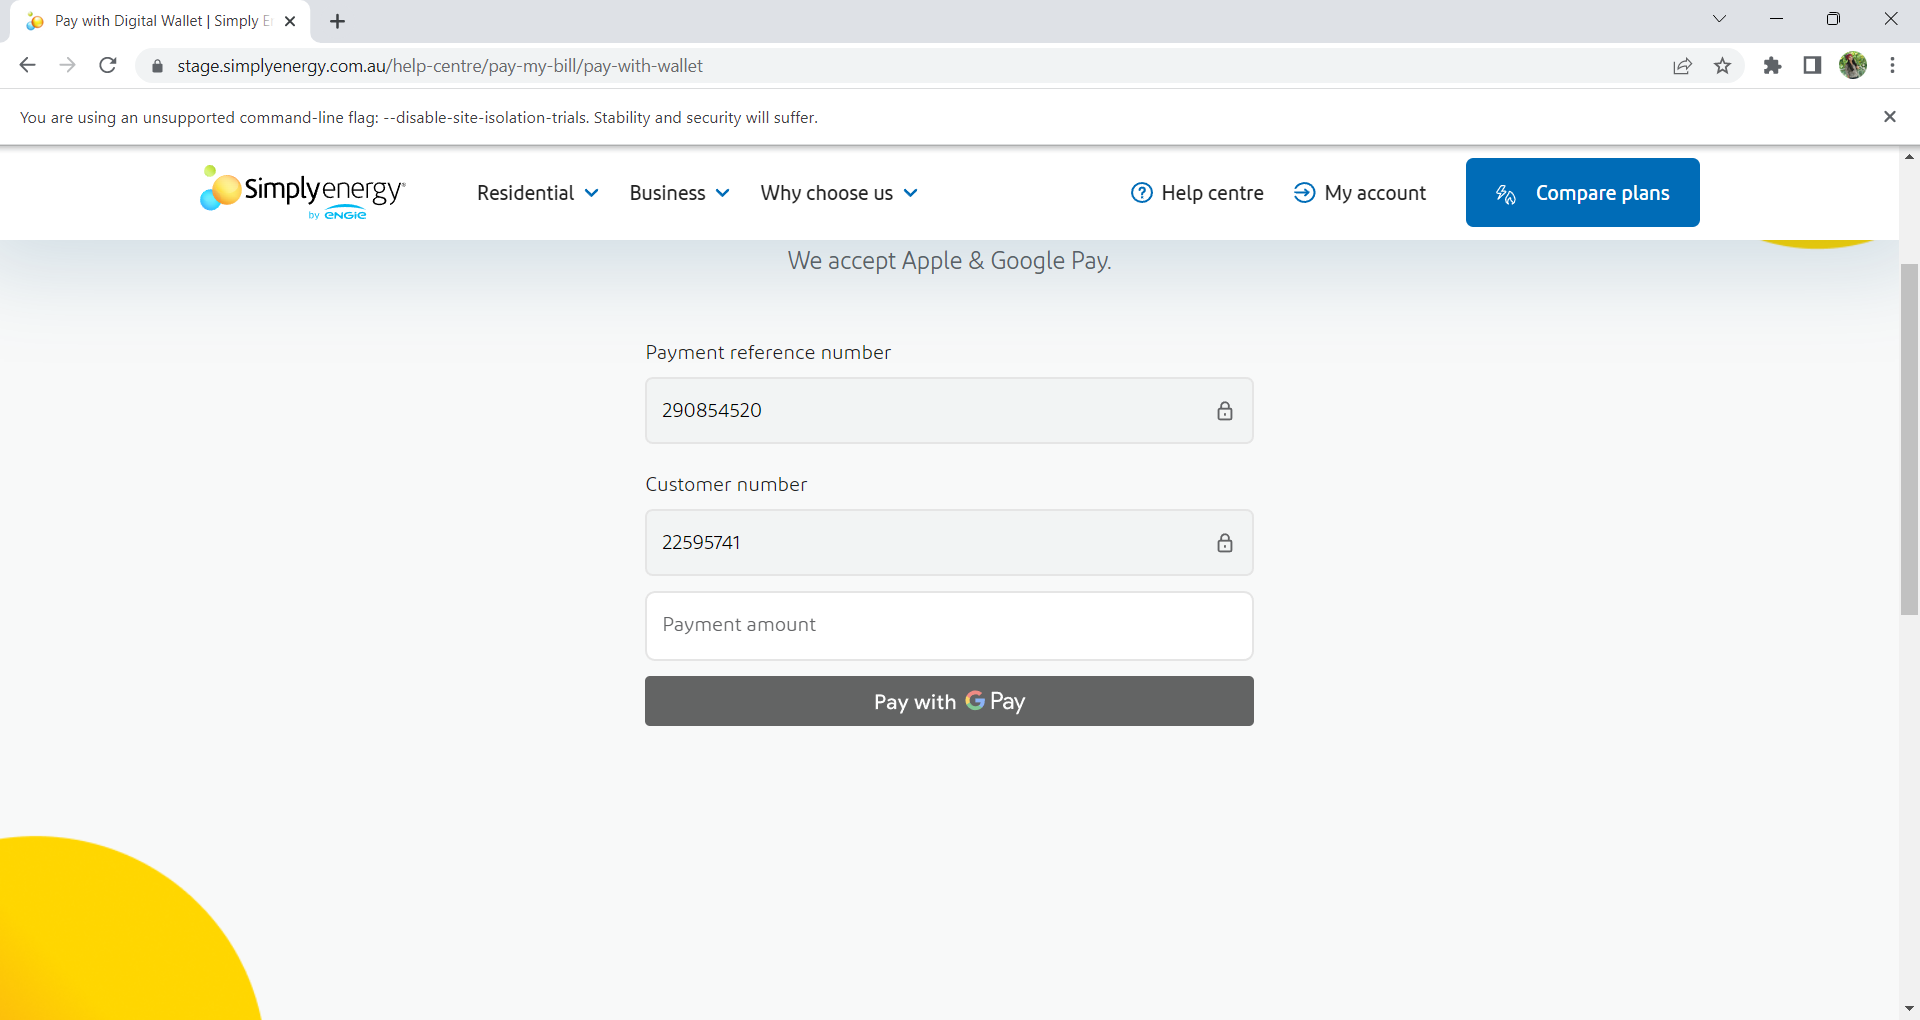 Pay with Digital Wallet | Simply E
stage.simplyenergy.com.au/help-centre/pay-my-bill/pay-with-wallet
You are using an unsupported command-line flag: --disable-site-isolation-trials. Stability and security will suffer.
Simplyenergy
by ENGIE
Residential
Business
Why choose us
Help centre
My account
Compare plans
We accept Apple & Google Pay.
Payment reference number
290854520
Customer number
22595741
Payment amount
Pay with G Pay